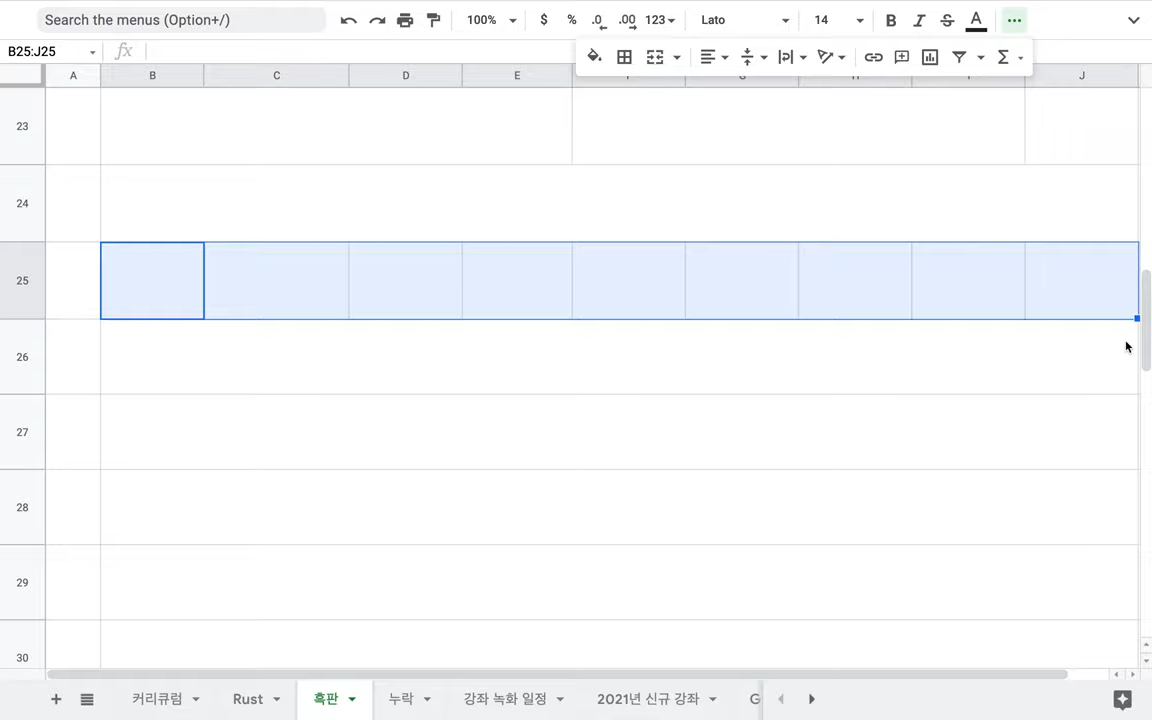 Search the menus (Option+/)
100% $ % .0 .00 123 Lato 14 B I S A
B25:J25 fx
A B C D E J
23
24
25
26
27
28
29
30
커리큘럼 Rust 흑판 누락 강좌 녹화 일정 2021년 신규 강좌 G